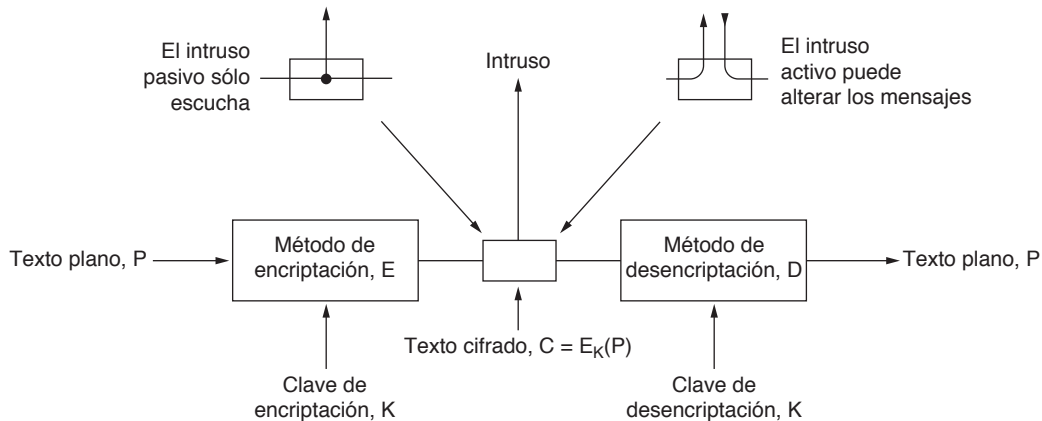 El intruso
pasivo sólo
escucha
Intruso
El intruso
activo puede
alterar los mensajes
Texto plano, P
Método de
encriptación, E
Método de
desencriptación, D
Texto plano, P
Texto cifrado, C = EK(P)
Clave de
encriptación, K
Clave de
desencriptación, K